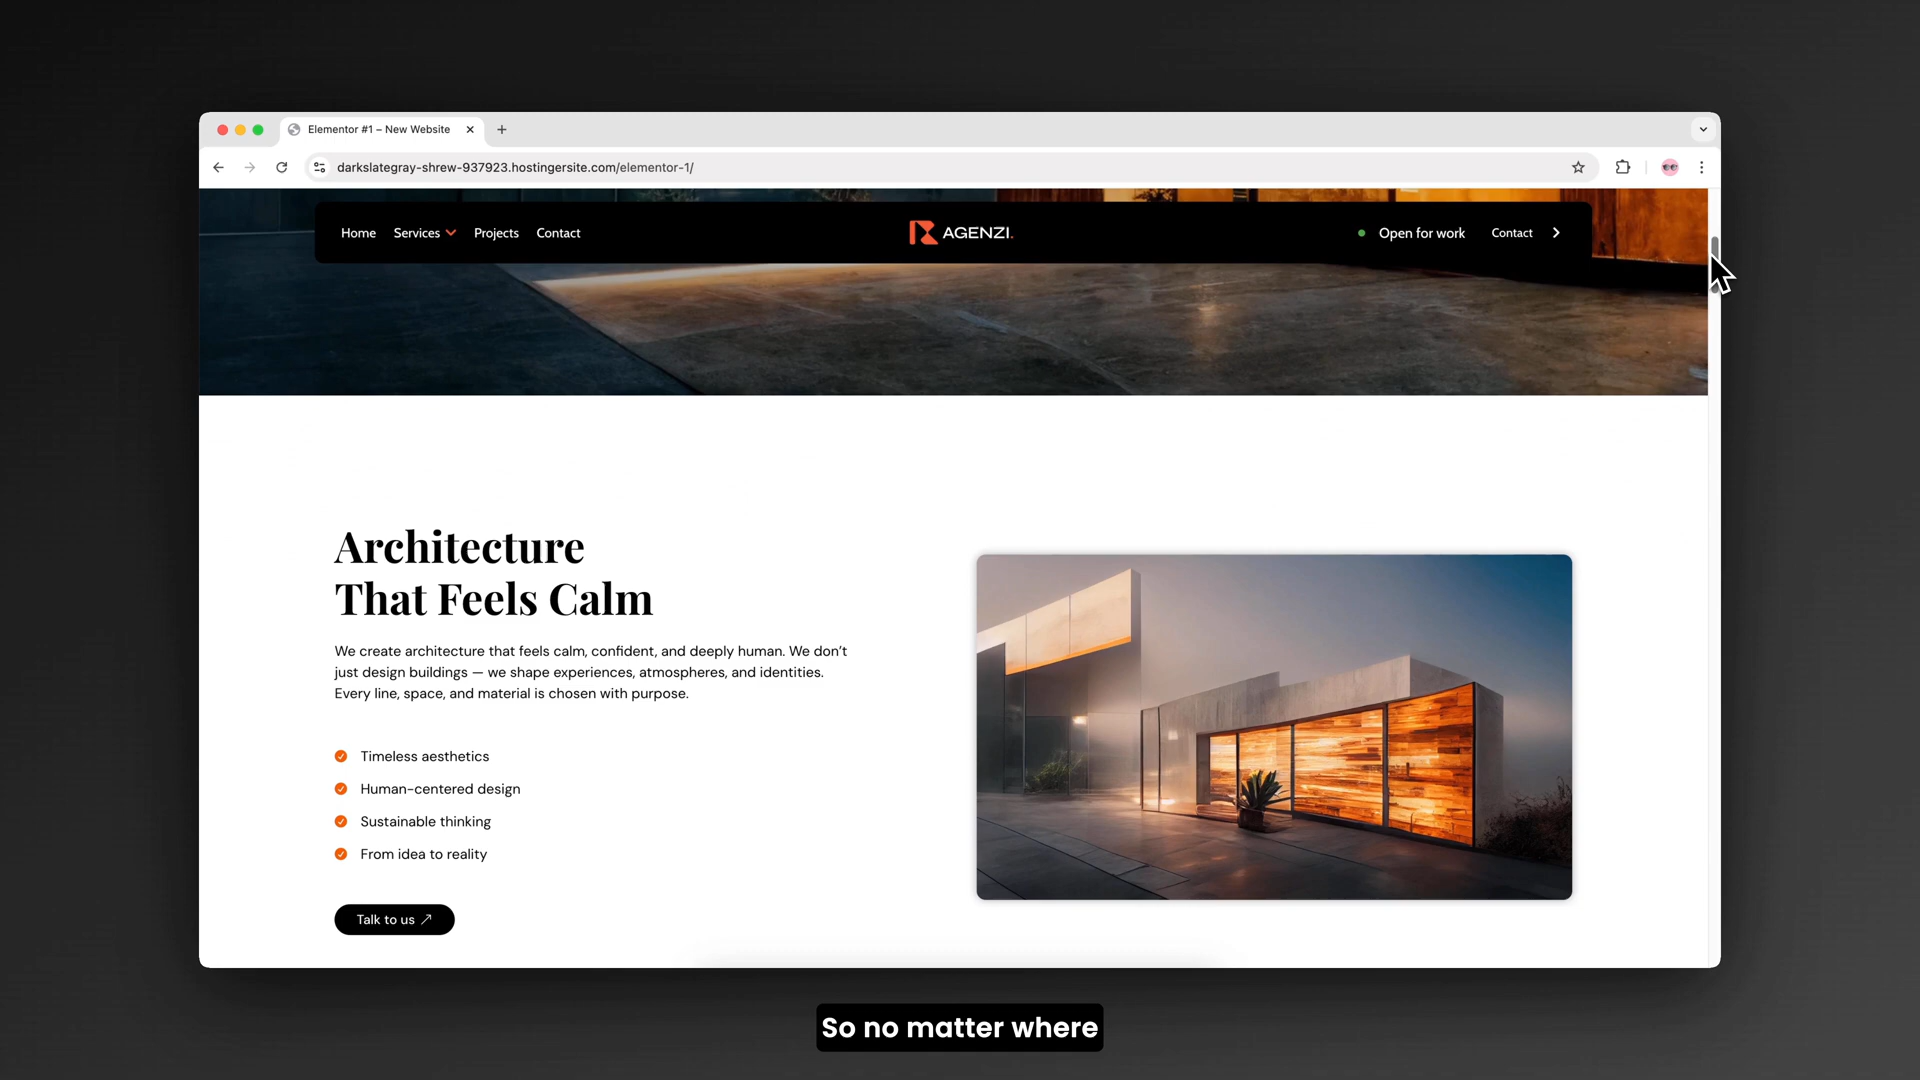 Elementor #1 – New Website
darkslategray-shrew-937923.hostingersite.com/elementor-1/
Home Services Projects Contact
AGENZI.
Open for work Contact
Architecture
That Feels Calm
We create architecture that feels calm, confident, and deeply human. We don’t
just design buildings — we shape experiences, atmospheres, and identities.
Every line, space, and material is chosen with purpose.
Timeless aesthetics
Human-centered design
Sustainable thinking
From idea to reality
Talk to us
So no matter where